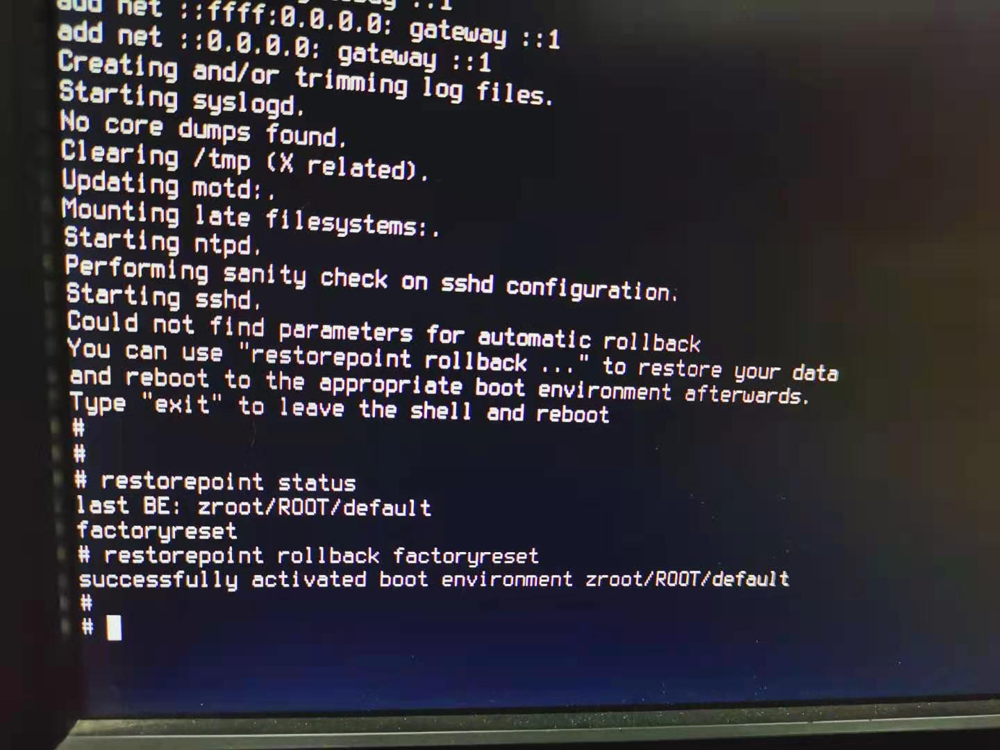 add net ::ffff:0.0.0.0: gateway ::1
add net ::0.0.0.0: gateway ::1
Creating and/or trimming log files.
Starting syslogd.
No core dumps found.
Clearing /tmp (X related).
Updating motd:.
Mounting late filesystems:.
Starting ntpd.
Performing sanity check on sshd configuration.
Starting sshd.
Could not find parameters for automatic rollback
You can use "restorepoint rollback ..." to restore your data
and reboot to the appropriate boot environment afterwards.
Type "exit" to leave the shell and reboot
#
#
# restorepoint status
last BE: zroot/ROOT/default
factoryreset
# restorepoint rollback factoryreset
successfully activated boot environment zroot/ROOT/default
#
#